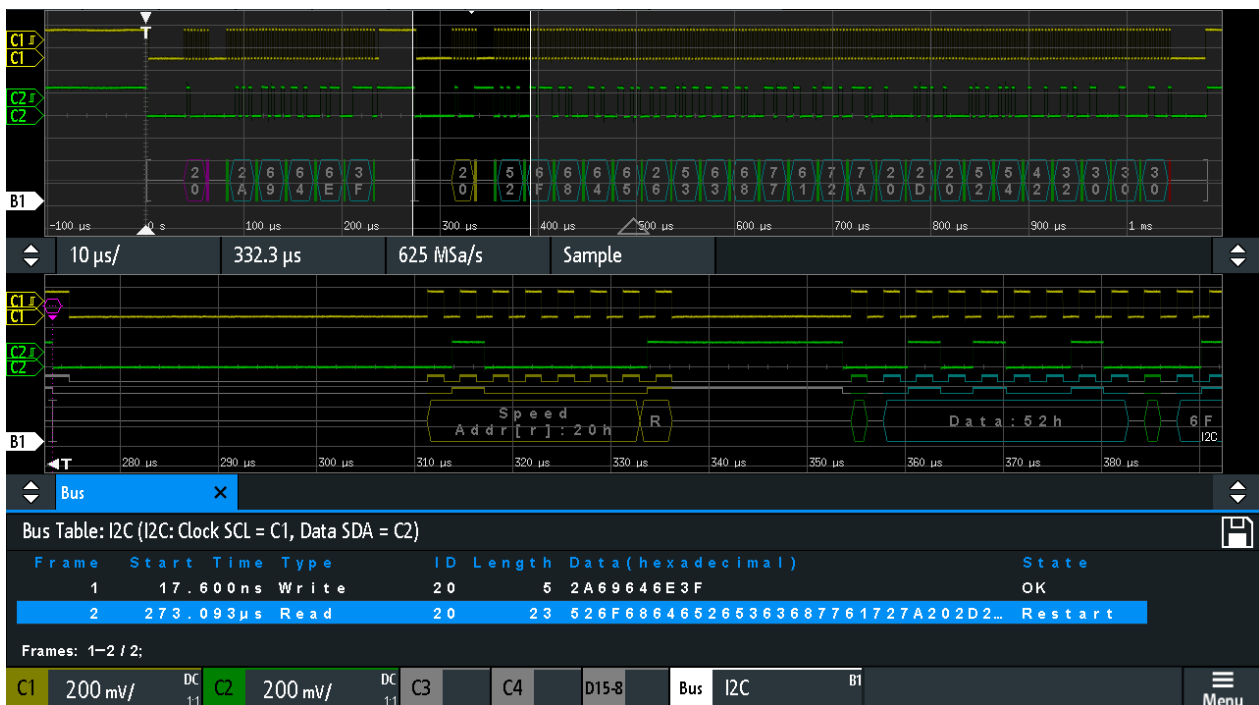 C1
C1
C2
C2
T
2 2 6 6 6 3 2 5 6 6 6 6 2 5 6 6 7 6 7 7 2 2 2 5 5 4 3 3 3 3
0 A 9 4 E F 0 2 F 8 4 5 6 3 3 8 7 1 2 A 0 D 0 2 4 2 2 0 0 0
B1
-100 µs 0 s 100 µs 200 µs 300 µs 400 µs 500 µs 600 µs 700 µs 800 µs 900 µs 1 ms
10 µs/ 332.3 µs 625 MSa/s Sample
C1
C1
C2
C2
Speed
Addr[r]:20h R Data:52h 6F
B1 I2C
T 280 µs 290 µs 300 µs 310 µs 320 µs 330 µs 340 µs 350 µs 360 µs 370 µs 380 µs
Bus ×
Bus Table: I2C (I2C: Clock SCL = C1, Data SDA = C2)
Frame Start Time Type ID Length Data(hexadecimal) State
1 17.600ns Write 20 5 2A69646E3F OK
2 273.093µs Read 20 23 526F6864652653636877 61727A202D2… Restart
Frames: 1-2 / 2;
C1 200 mV/ DC 1:1 C2 200 mV/ DC 1:1 C3 C4 D15-8 Bus I2C B1 Menu